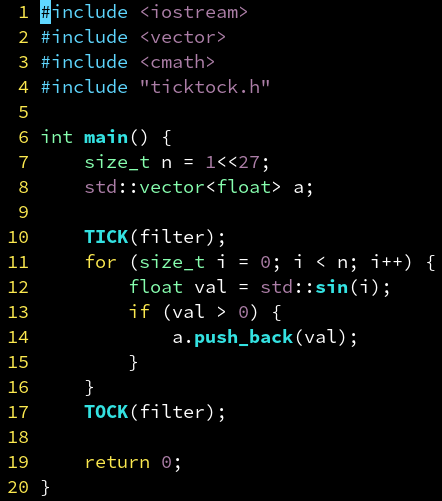 1 #include <iostream>
2 #include <vector>
3 #include <cmath>
4 #include "ticktock.h"
5
6 int main() {
7     size_t n = 1<<27;
8     std::vector<float> a;
9
10     TICK(filter);
11     for (size_t i = 0; i < n; i++) {
12         float val = std::sin(i);
13         if (val > 0) {
14             a.push_back(val);
15         }
16     }
17     TOCK(filter);
18
19     return 0;
20 }